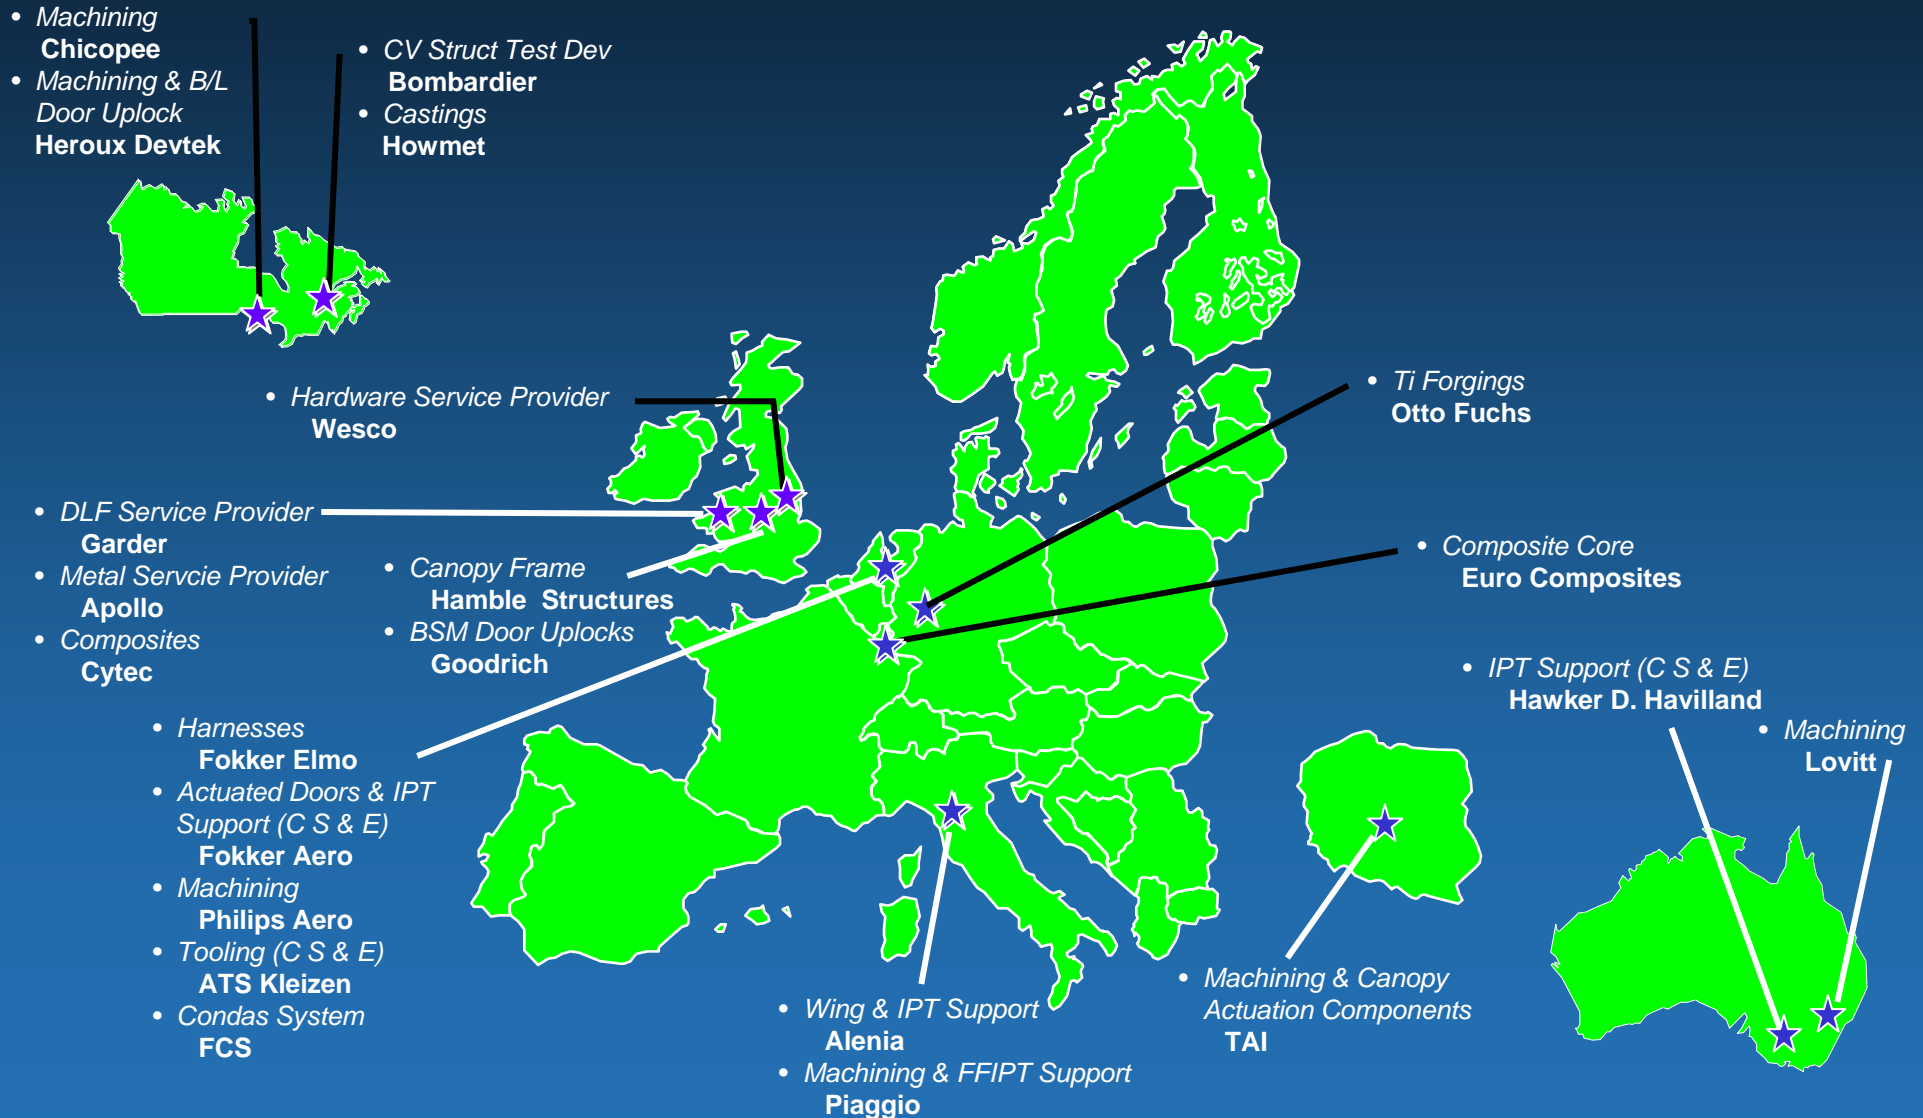 • Machining
Chicopee
• Machining & B/L
Door Uplock
Heroux Devtek
• CV Struct Test Dev
Bombardier
• Castings
Howmet
• Hardware Service Provider
Wesco
• Ti Forgings
Otto Fuchs
• DLF Service Provider
Garder
• Metal Servcie Provider
Apollo
• Composites
Cytec
• Canopy Frame
Hamble Structures
• BSM Door Uplocks
Goodrich
• Composite Core
Euro Composites
• IPT Support (C S & E)
Hawker D. Havilland
• Machining
Lovitt
• Harnesses
Fokker Elmo
• Actuated Doors & IPT
Support (C S & E)
Fokker Aero
• Machining
Philips Aero
• Tooling (C S & E)
ATS Kleizen
• Condas System
FCS
• Wing & IPT Support
Alenia
• Machining & FFIPT Support
Piaggio
• Machining & Canopy
Actuation Components
TAI